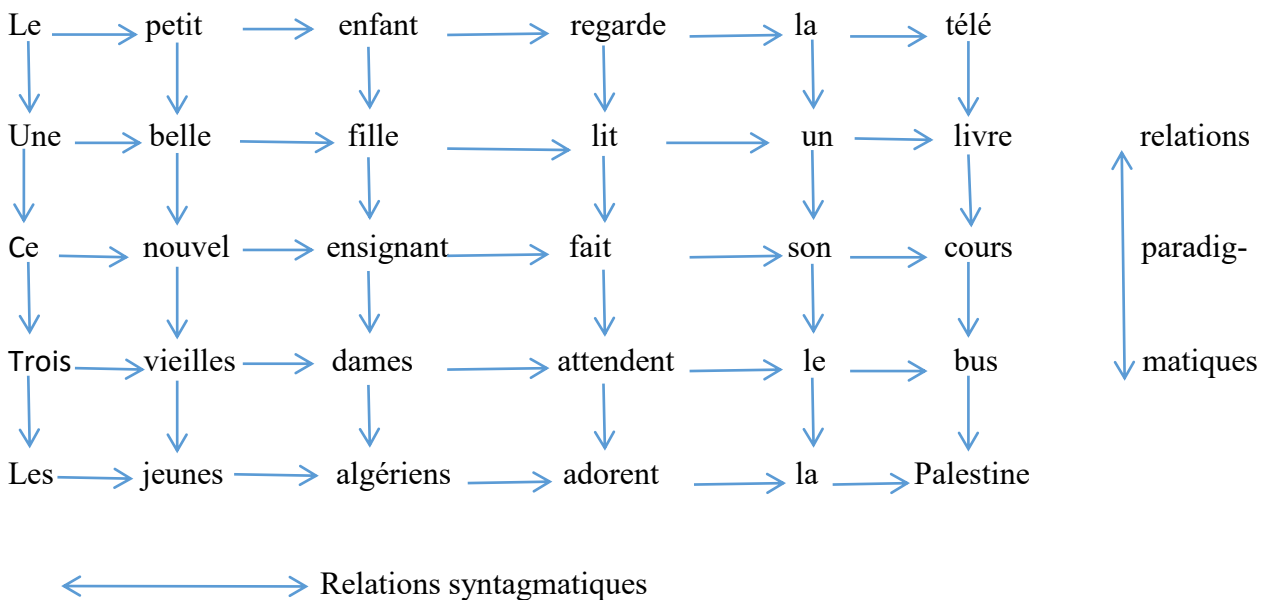 Le petit enfant regarde la télé
Une belle fille lit un livre relations
Ce nouvel ensignant fait son cours paradig-
Trois vieilles dames attendent le bus matiques
Les jeunes algériens adorent la Palestine
Relations syntagmatiques